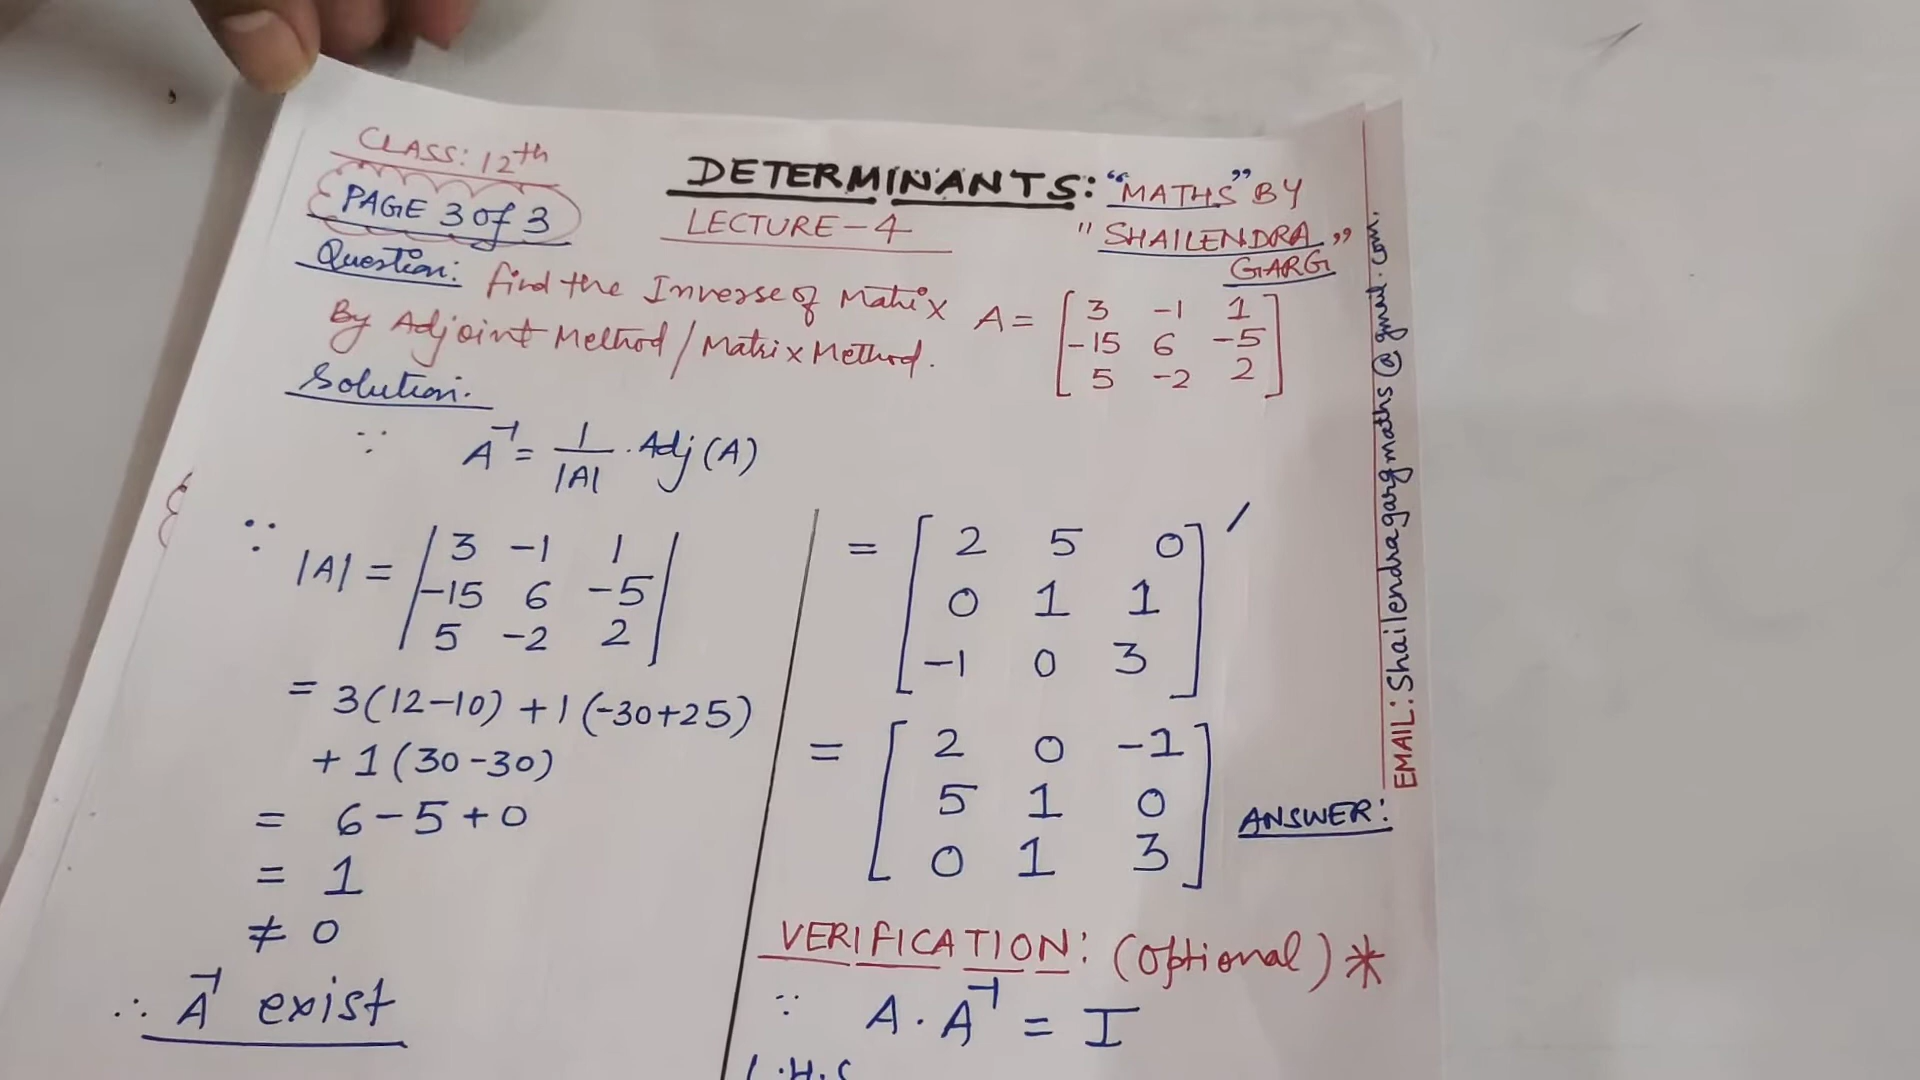 CLASS: 12th
PAGE 3 of 3
DETERMINANTS: "MATHS" BY
LECTURE-4
"SHAILENDRA"
GARG
Question: find the Inverse of Matrix
By Adjoint Method / Matrix Method.
A = [3 -1 1
-15 6 -5
5 -2 2]
Solution.
∵ A⁻¹ = 1/|A| · Adj (A)
∵ |A| = |3 -1 1
-15 6 -5
5 -2 2|
= 3(12-10) +1(-30+25)
+1(30-30)
= 6-5+0
= 1
≠ 0
∴ A⁻¹ exist
= [2 5 0
0 1 1
-1 0 3]′
= [2 0 -1
5 1 0
0 1 3]
ANSWER:
VERIFICATION: (optional) *
∵ A·A⁻¹ = I
L.H.S
EMAIL: Shailendragargmaths@gmail.com.